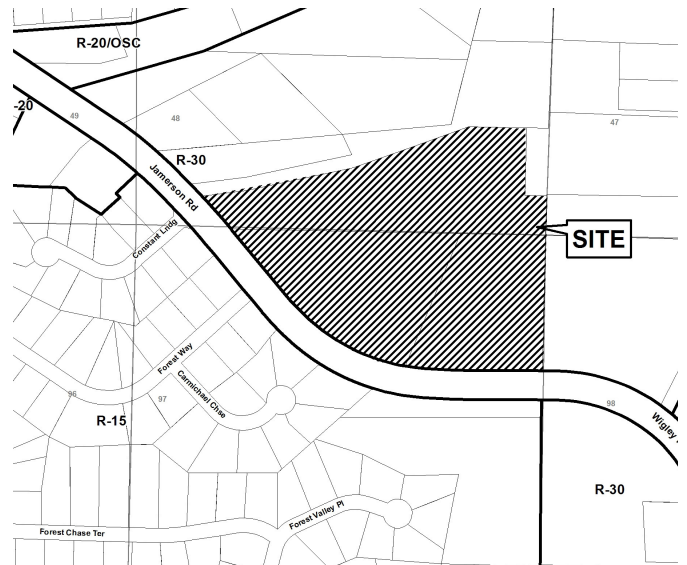 R-20/OSC
-20
49
48
47
R-30
Jamerson Rd
SITE
Constant Lndg
Forest Way
Carmichael Chse
96
97
98
R-15
Wigley
R-30
Forest Valley Pl
Forest Chase Ter